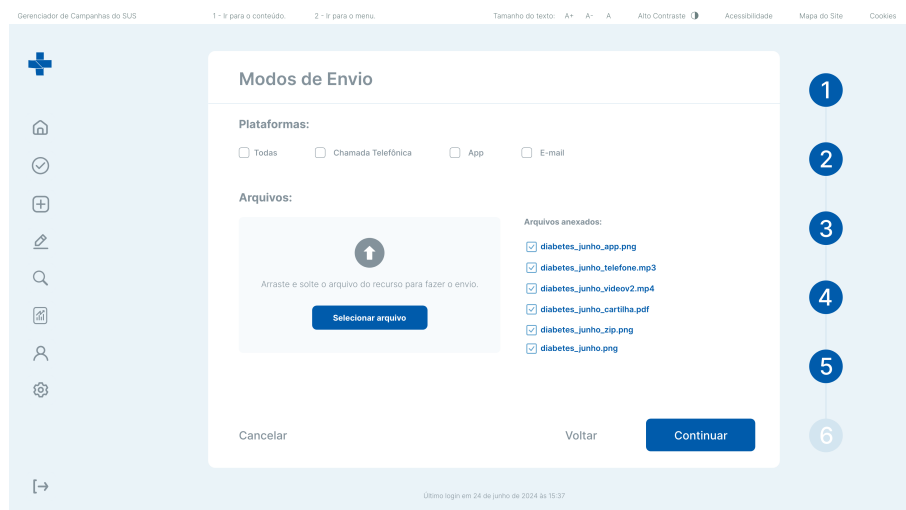 Gerenciador de Campanhas do SUS
1 - Ir para o conteúdo:
2 - Ir para o menu.
Tamanho do texto: A+ A- A
Alto Contraste
Acessibilidade
Mapa do Site
Cookies
Modos de Envio
Plataformas:
Todas
Chamada Telefônica
App
E-mail
Arquivos:
Arraste e solte o arquivo do recurso para fazer o envio.
Selecionar arquivo
Arquivos anexados:
diabetes_junho_app.png
diabetes_junho_telefone.mp3
diabetes_junho_videov2.mp4
diabetes_junho_cartilha.pdf
diabetes_junho_zip.png
diabetes_junho.png
Cancelar
Voltar
Continuar
1
2
3
4
5
6
Último login em 24 de junho de 2024 às 15:37